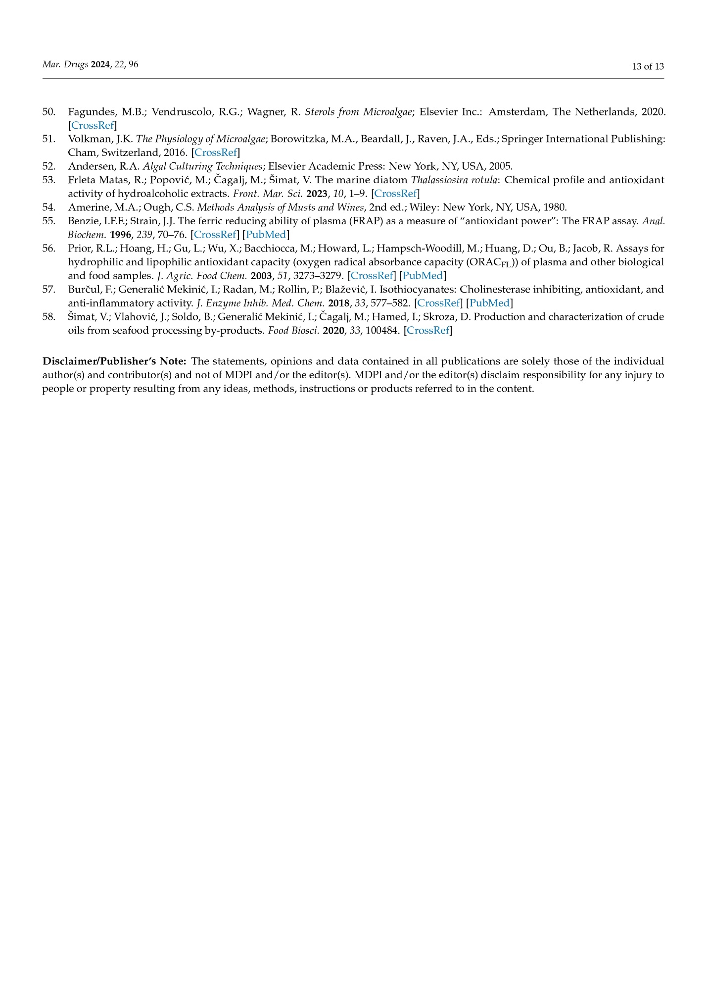 Mar. Drugs 2024, 22, 96
13 of 13
50. Fagundes, M.B.; Vendruscolo, R.G.; Wagner, R. Sterols from Microalgae; Elsevier Inc.: Amsterdam, The Netherlands, 2020.
[CrossRef]
51. Volkman, J.K. The Physiology of Microalgae; Borowitzka, M.A., Beardall, J., Raven, J.A., Eds.; Springer International Publishing:
Cham, Switzerland, 2016. [CrossRef]
52. Andersen, R.A. Algal Culturing Techniques; Elsevier Academic Press: New York, NY, USA, 2005.
53. Frleta Matas, R.; Popović, M.; Čagalj, M.; Šimat, V. The marine diatom Thalassiosira rotula: Chemical profile and antioxidant
activity of hydroalcoholic extracts. Front. Mar. Sci. 2023, 10, 1–9. [CrossRef]
54. Amerine, M.A.; Ough, C.S. Methods Analysis of Musts and Wines, 2nd ed.; Wiley: New York, NY, USA, 1980.
55. Benzie, I.F.F.; Strain, J.J. The ferric reducing ability of plasma (FRAP) as a measure of “antioxidant power”: The FRAP assay. Anal.
Biochem. 1996, 239, 70–76. [CrossRef] [PubMed]
56. Prior, R.L.; Hoang, H.; Gu, L.; Wu, X.; Bacchiocca, M.; Howard, L.; Hampsch-Woodill, M.; Huang, D.; Ou, B.; Jacob, R. Assays for
hydrophilic and lipophilic antioxidant capacity (oxygen radical absorbance capacity (ORACFL)) of plasma and other biological
and food samples. J. Agric. Food Chem. 2003, 51, 3273–3279. [CrossRef] [PubMed]
57. Burčul, F.; Generalić Mekinić, I.; Radan, M.; Rollin, P.; Blažević, I. Isothiocyanates: Cholinesterase inhibiting, antioxidant, and
anti-inflammatory activity. J. Enzyme Inhib. Med. Chem. 2018, 33, 577–582. [CrossRef] [PubMed]
58. Šimat, V.; Vlahović, J.; Soldo, B.; Generalić Mekinić, I.; Čagalj, M.; Hamed, I.; Skroza, D. Production and characterization of crude
oils from seafood processing by-products. Food Biosci. 2020, 33, 100484. [CrossRef]
Disclaimer/Publisher’s Note: The statements, opinions and data contained in all publications are solely those of the individual
author(s) and contributor(s) and not of MDPI and/or the editor(s). MDPI and/or the editor(s) disclaim responsibility for any injury to
people or property resulting from any ideas, methods, instructions or products referred to in the content.